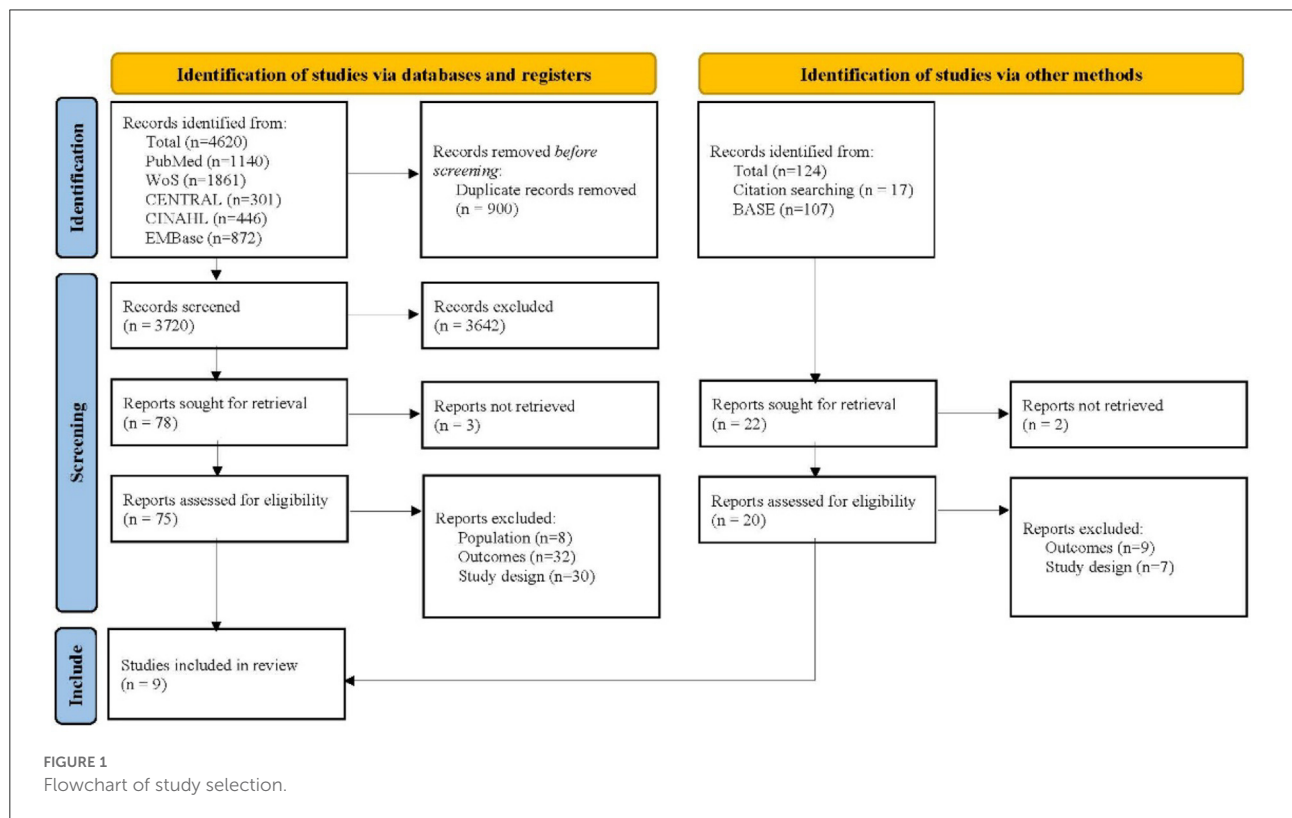 Identification of studies via databases and registers
Identification of studies via other methods
Identification
Records identified from:
Total (n=4620)
PubMed (n=1140)
WoS (n=1861)
CENTRAL (n=301)
CINAHL (n=446)
EMBase (n=872)
Records removed before
screening:
Duplicate records removed
(n = 900)
Records identified from:
Total (n=124)
Citation searching (n = 17)
BASE (n=107)
Screening
Records screened
(n = 3720)
Records excluded
(n = 3642)
Reports sought for retrieval
(n = 78)
Reports not retrieved
(n = 3)
Reports sought for retrieval
(n = 22)
Reports not retrieved
(n = 2)
Reports assessed for eligibility
(n = 75)
Reports excluded:
Population (n=8)
Outcomes (n=32)
Study design (n=30)
Reports assessed for eligibility
(n = 20)
Reports excluded:
Outcomes (n=9)
Study design (n=7)
Include
Studies included in review
(n = 9)
FIGURE 1
Flowchart of study selection.